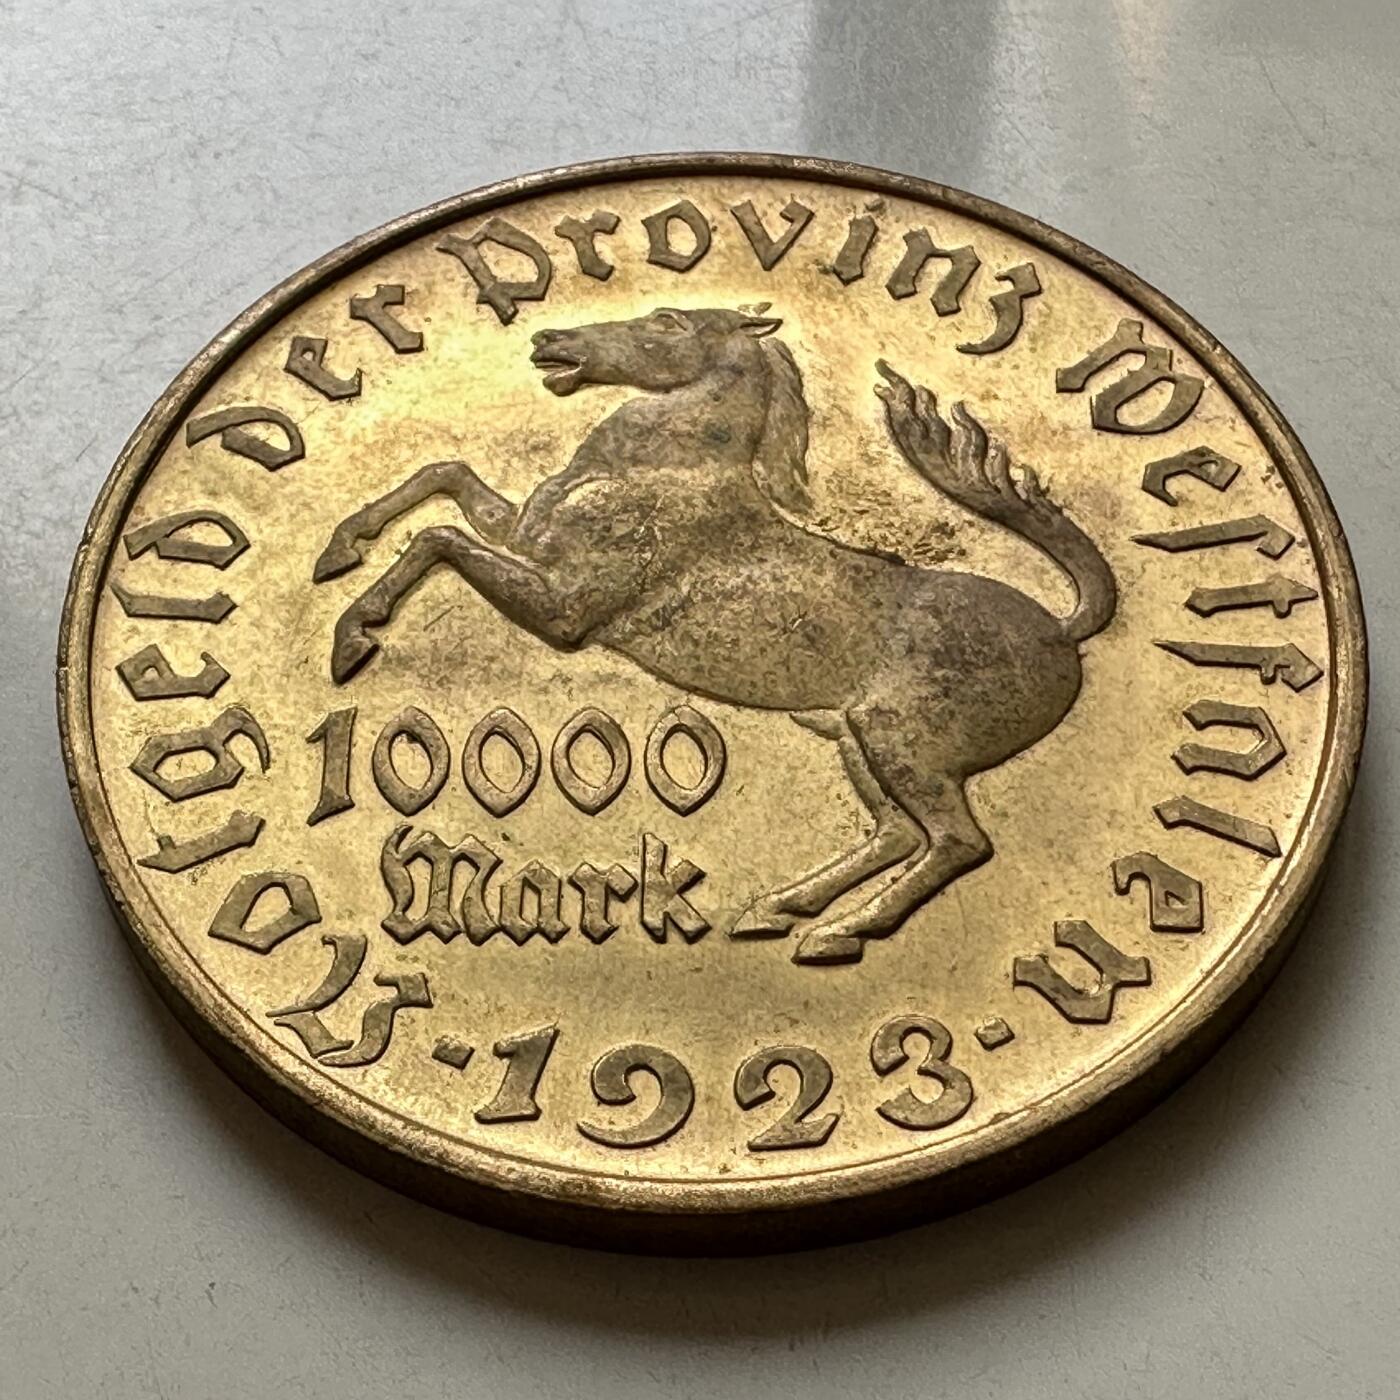 Notgeld der Provinz Westfalen
10000
Mark
· 1923 ·